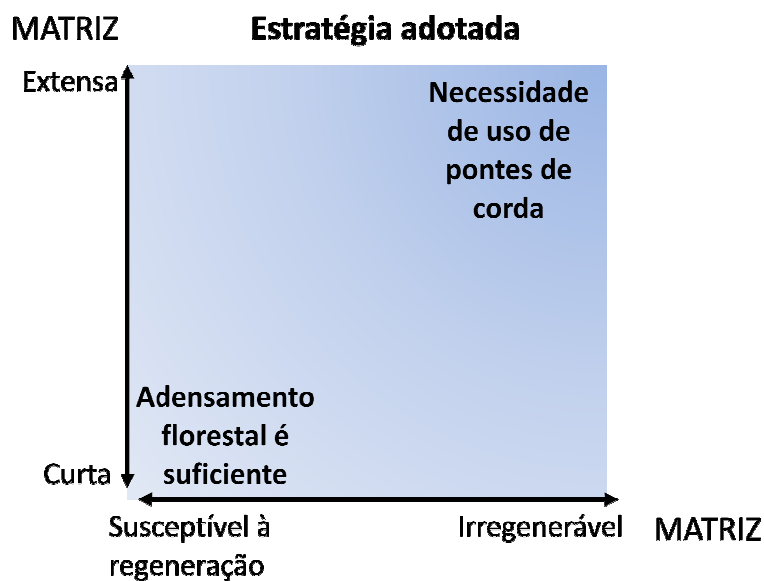 MATRIZ
Estratégia adotada
Extensa
Necessidade
de uso de
pontes de
corda
Adensamento
florestal é
suficiente
Curta
Susceptível à
regeneração
Irregenerável
MATRIZ